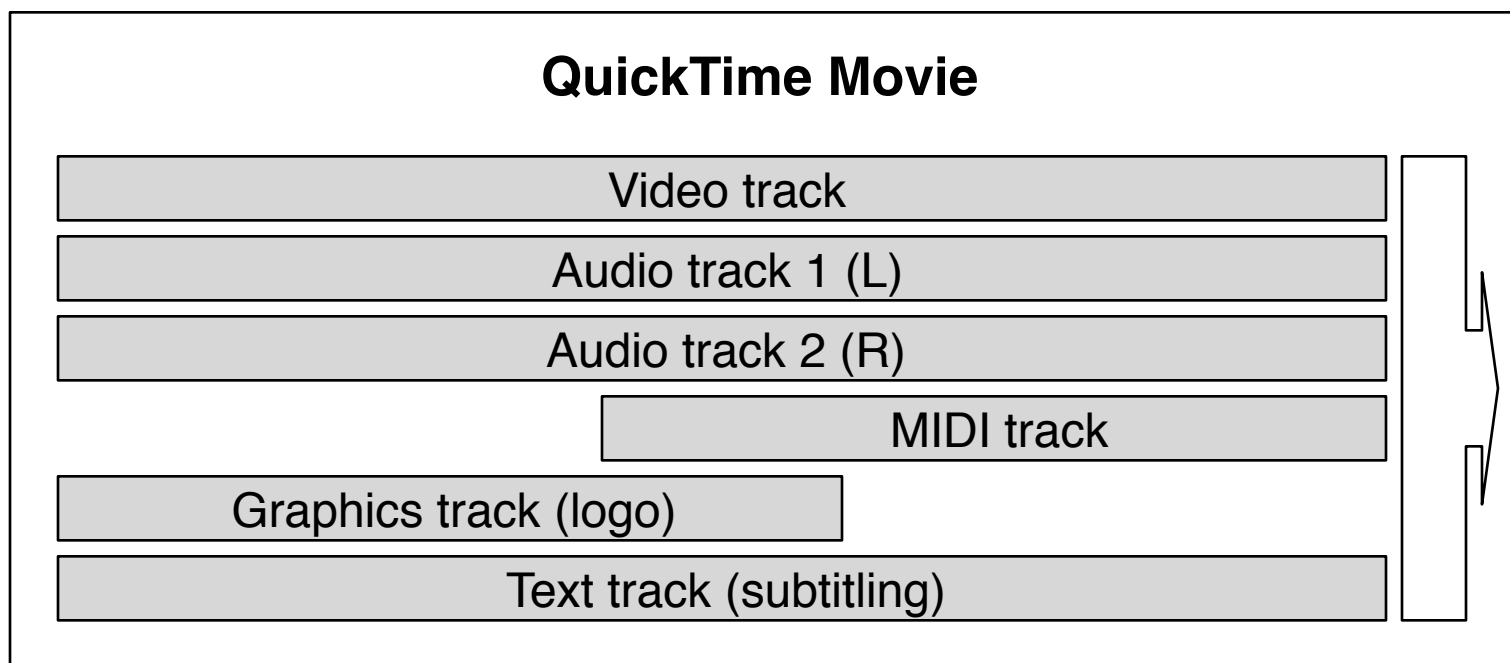 QuickTime Movie
Video track
Audio track 1 (L)
Audio track 2 (R)
MIDI track
Graphics track (logo)
Text track (subtitling)